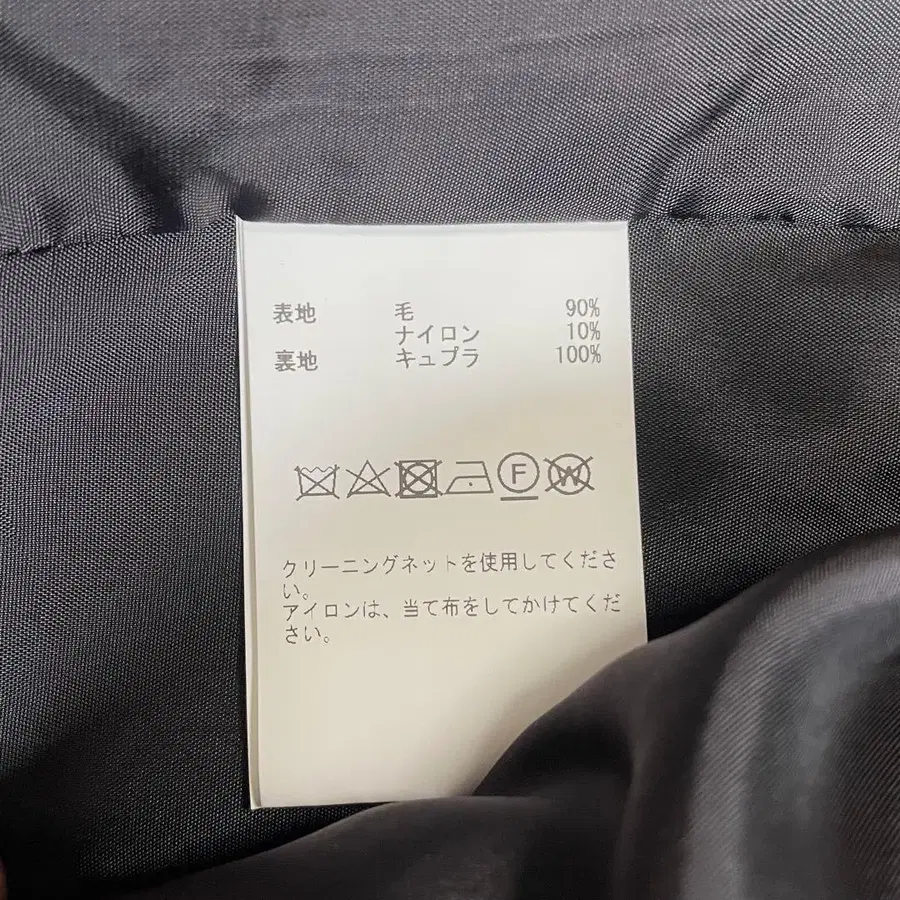 表地 毛 90%
ナイロン 10%
裏地 キュプラ 100%
F W
クリーニングネットを使用してくださ
い。
アイロンは、当て布をしてかけてくだ
さい。